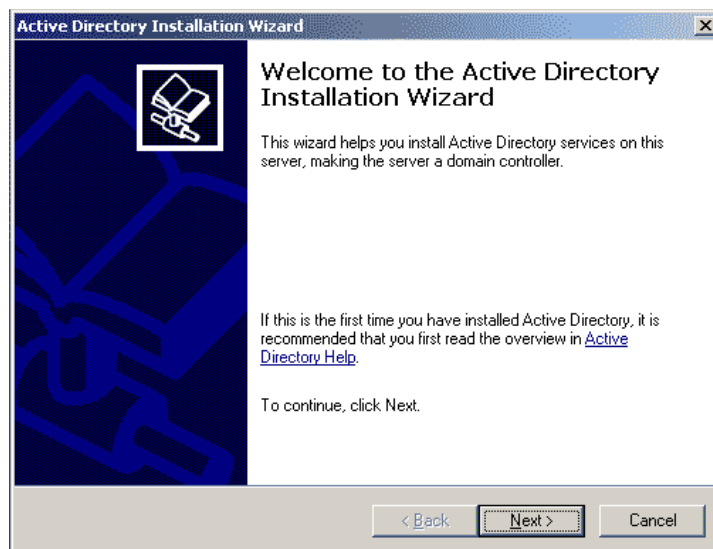 Active Directory Installation Wizard
Welcome to the Active Directory
Installation Wizard
This wizard helps you install Active Directory services on this
server, making the server a domain controller.
If this is the first time you have installed Active Directory, it is
recommended that you first read the overview in Active
Directory Help.
To continue, click Next.
< Back Next > Cancel